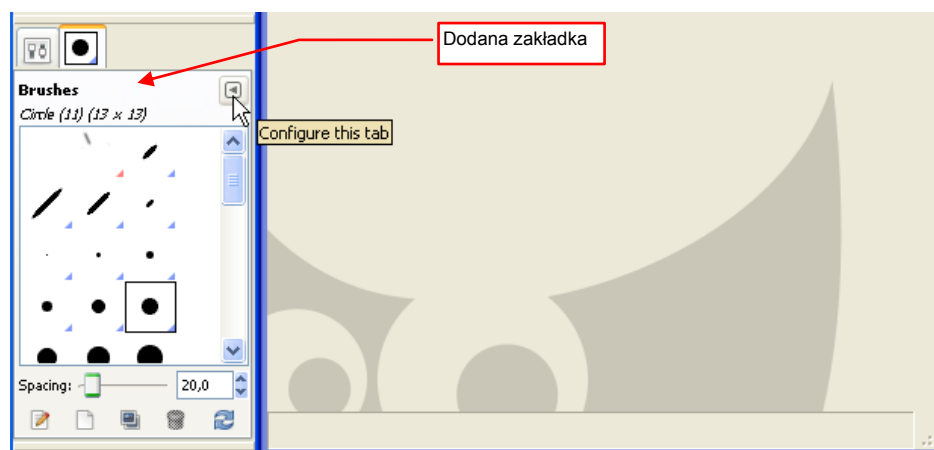 Dodana zakładka
Brushes
Circle (11) (13 x 13)
Configure this tab
Spacing:
20,0